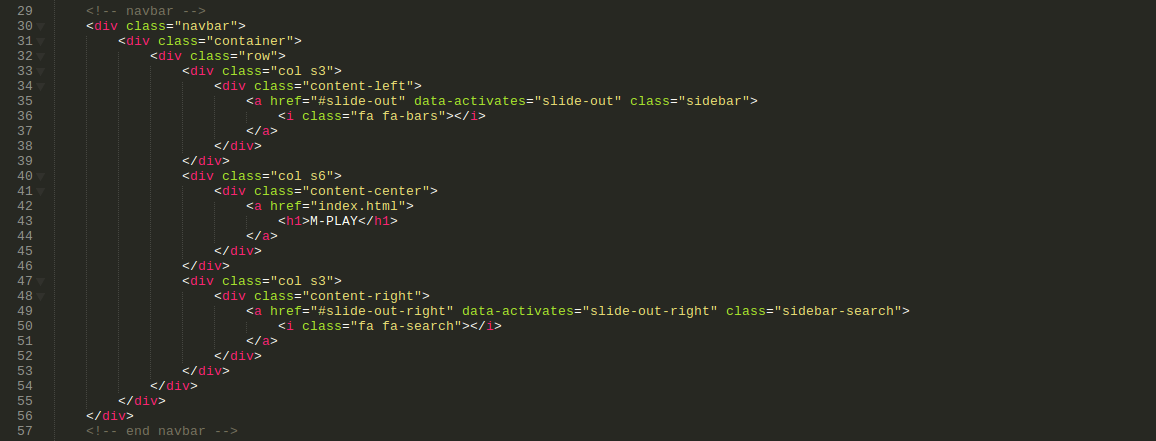 29 <!-- navbar -->
30 <div class="navbar">
31 <div class="container">
32 <div class="row">
33 <div class="col s3">
34 <div class="content-left">
35 <a href="#slide-out" data-activates="slide-out" class="sidebar">
36 <i class="fa fa-bars"></i>
37 </a>
38 </div>
39 </div>
40 <div class="col s6">
41 <div class="content-center">
42 <a href="index.html">
43 <h1>M-PLAY</h1>
44 </a>
45 </div>
46 </div>
47 <div class="col s3">
48 <div class="content-right">
49 <a href="#slide-out-right" data-activates="slide-out-right" class="sidebar-search">
50 <i class="fa fa-search"></i>
51 </a>
52 </div>
53 </div>
54 </div>
55 </div>
56 </div>
57 <!-- end navbar -->